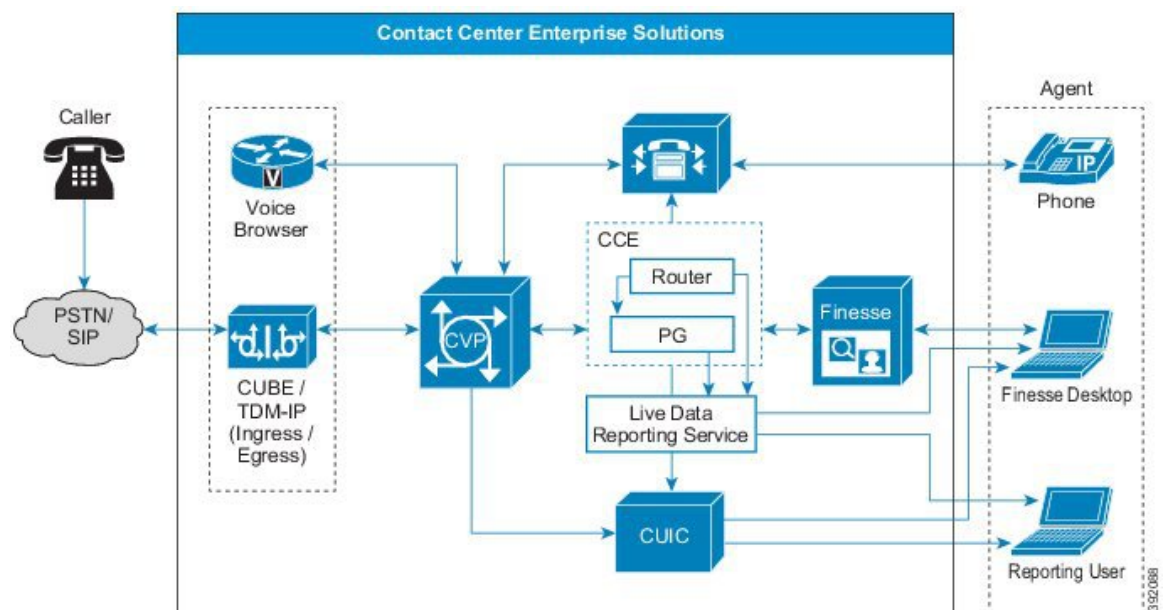 Contact Center Enterprise Solutions
Caller
Agent
V
Voice
Browser
IP
Phone
CCE
Router
PG
PSTN/
SIP
CVP
Finesse
CUBE /
TDM-IP
(Ingress /
Egress)
Live Data
Reporting Service
Finesse Desktop
CUIC
Reporting User
392088